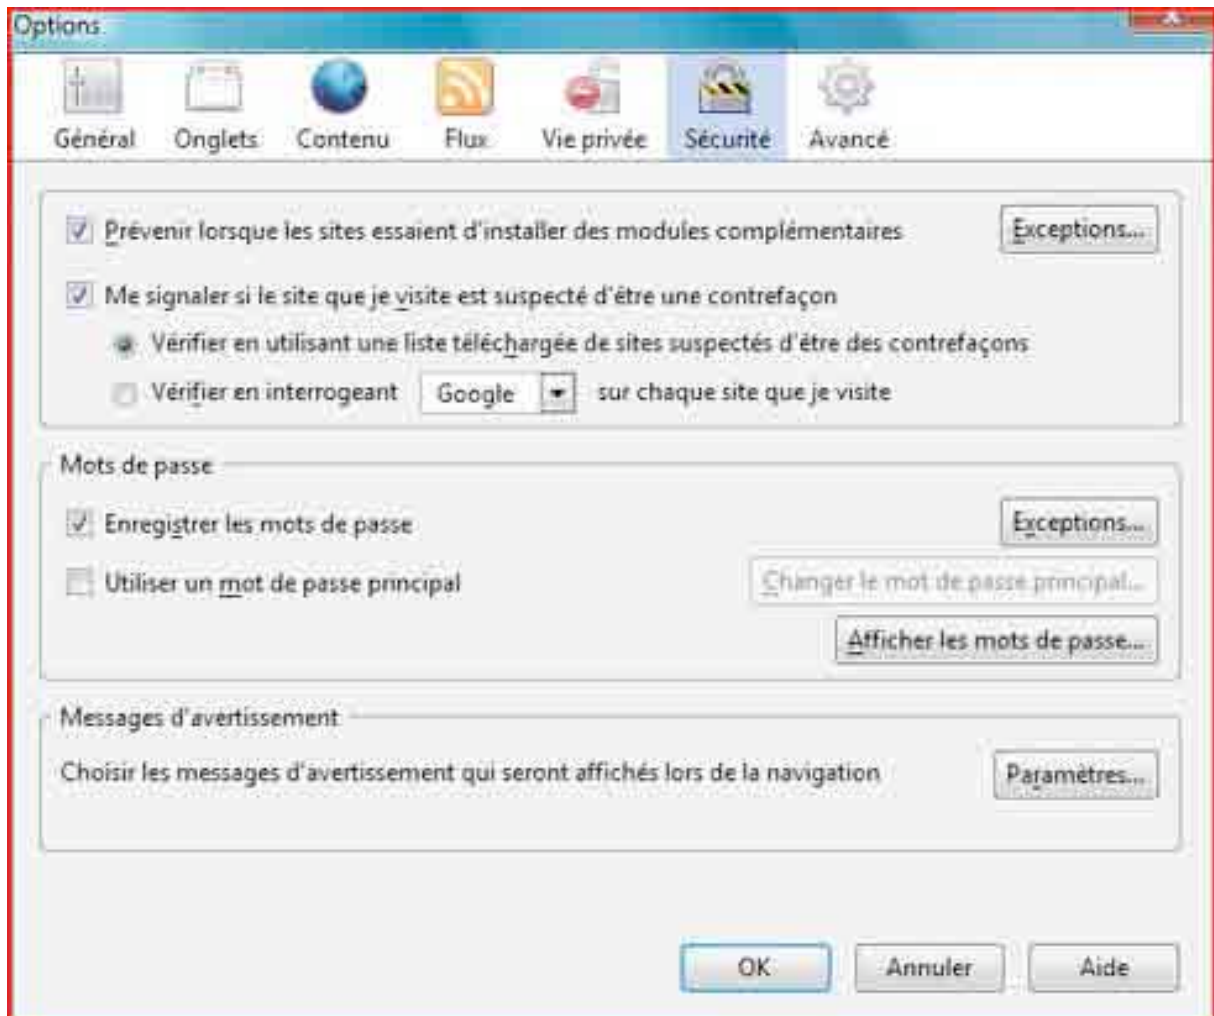 Options
Général Onglets Contenu Flux Vie privée Sécurité Avancé
Prévenir lorsque les sites essaient d'installer des modules complémentaires Exceptions...
Me signaler si le site que je visite est suspecté d'être une contrefaçon
Vérifier en utilisant une liste téléchargée de sites suspectés d'être des contrefaçons
Vérifier en interrogeant Google sur chaque site que je visite
Mots de passe
Enregistrer les mots de passe Exceptions...
Utiliser un mot de passe principal Changer le mot de passe principal...
Afficher les mots de passe...
Messages d'avertissement
Choisir les messages d'avertissement qui seront affichés lors de la navigation Paramètres...
OK Annuler Aide